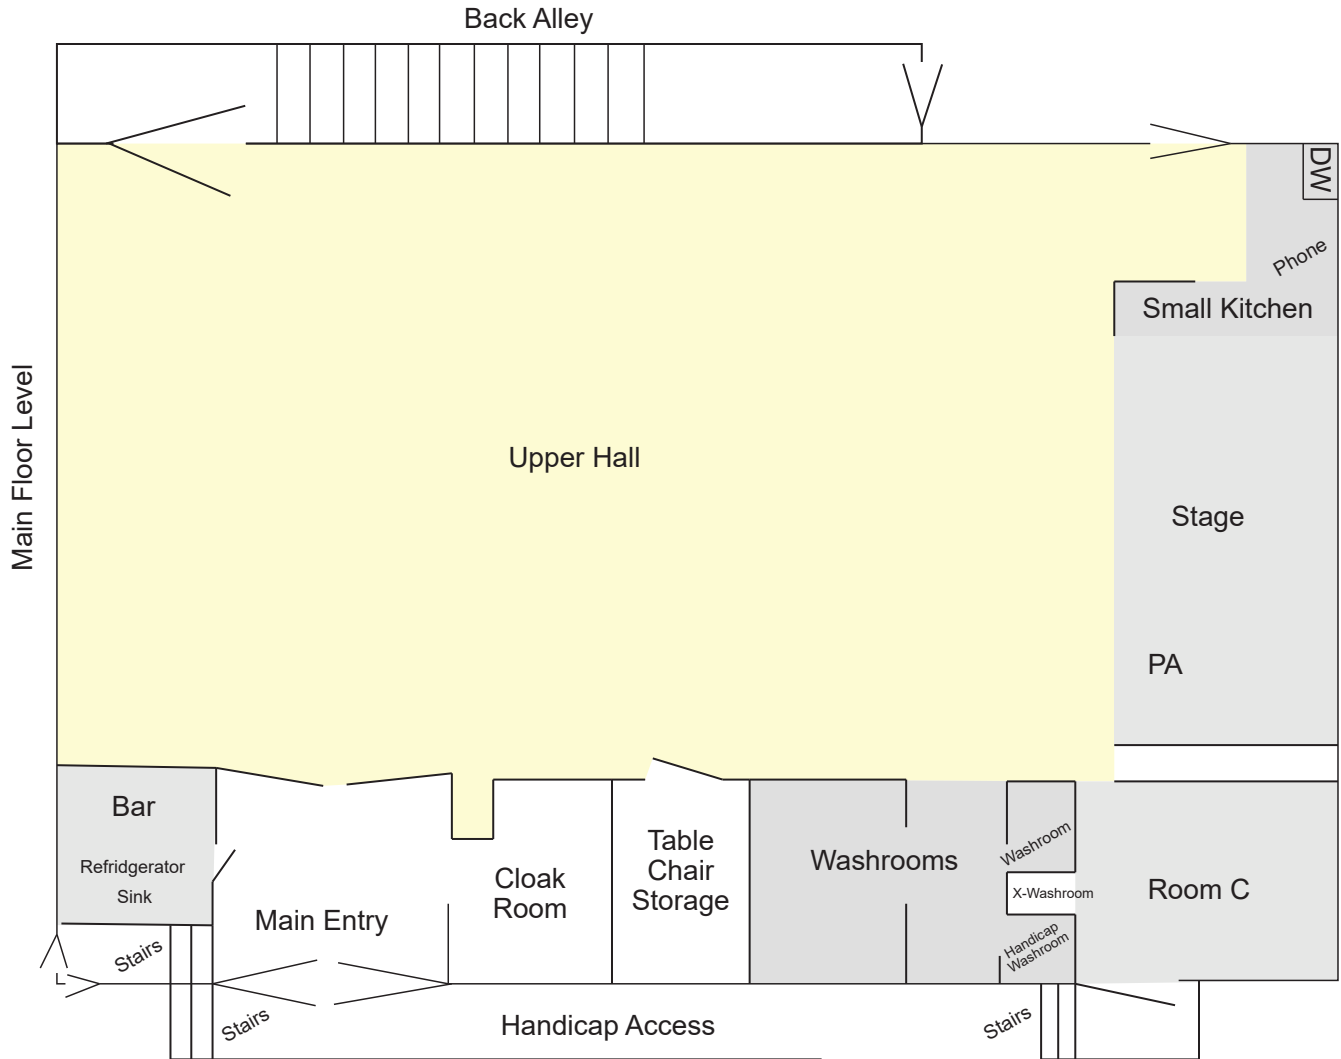 Back Alley
DW
Phone
Small Kitchen
Main Floor Level
Upper Hall
Stage
PA
Bar
Refridgerator
Sink
Main Entry
Cloak
Room
Table
Chair
Storage
Washrooms
Washroom
X-Washroom
Handicap
Washroom
Room C
Stairs
Stairs
Handicap Access
Stairs